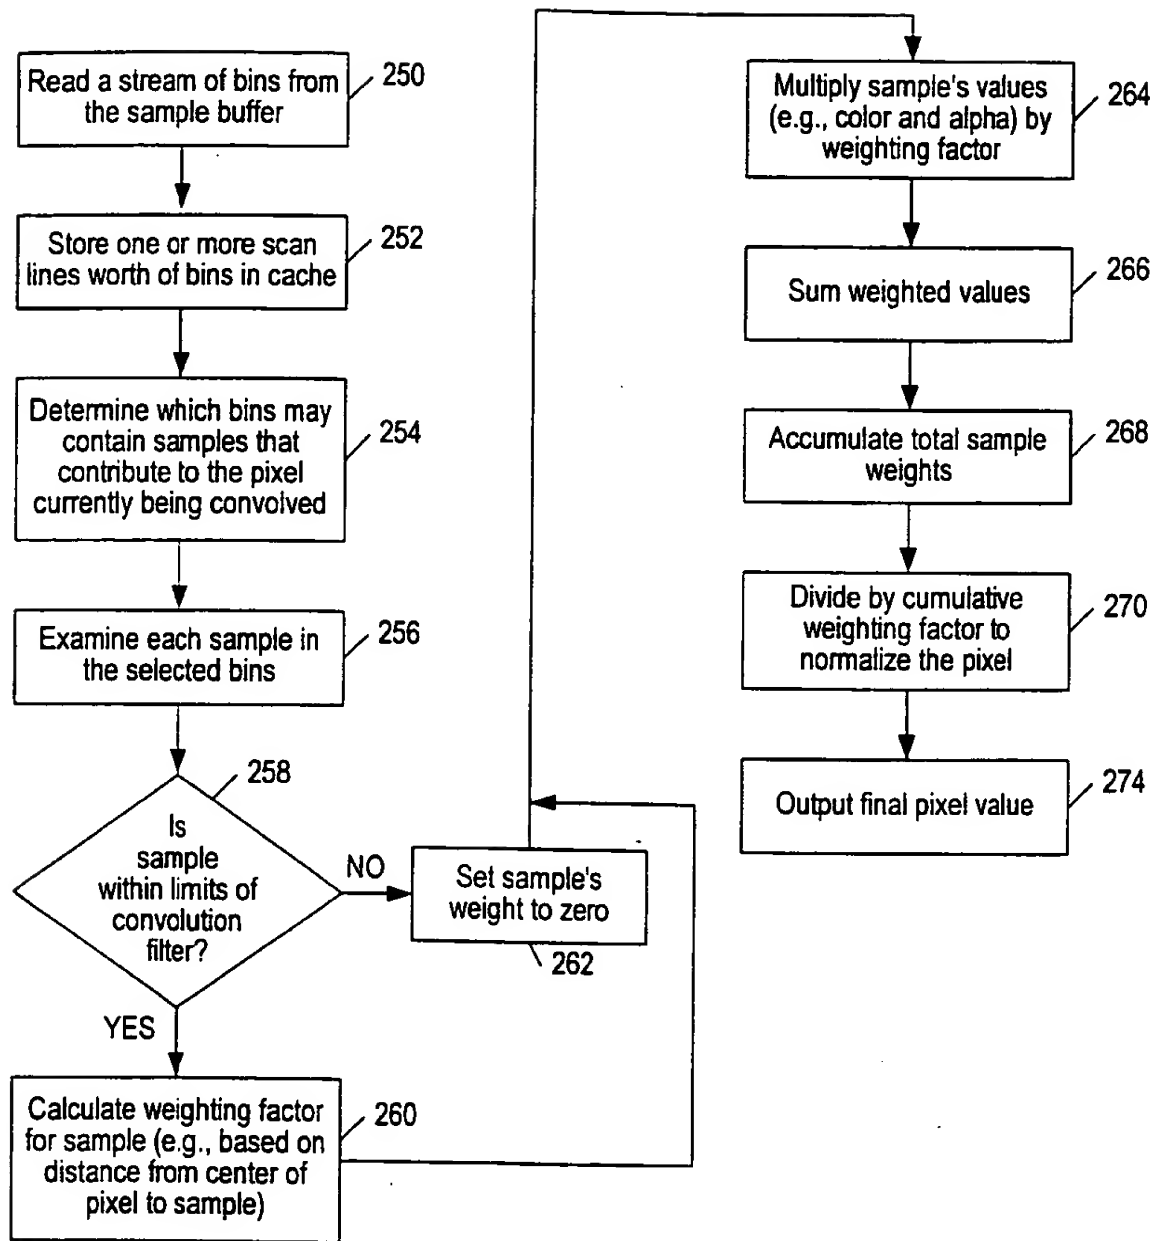 Read a stream of bins from
the sample buffer
250
Store one or more scan
lines worth of bins in cache
252
Determine which bins may
contain samples that
contribute to the pixel
currently being convolved
254
Examine each sample in
the selected bins
256
258
Is
sample
within limits of
convolution
filter?
NO
Set sample's
weight to zero
262
YES
Calculate weighting factor
for sample (e.g., based on
distance from center of
pixel to sample)
260
Multiply sample's values
(e.g., color and alpha) by
weighting factor
264
Sum weighted values
266
Accumulate total sample
weights
268
Divide by cumulative
weighting factor to
normalize the pixel
270
Output final pixel value
274